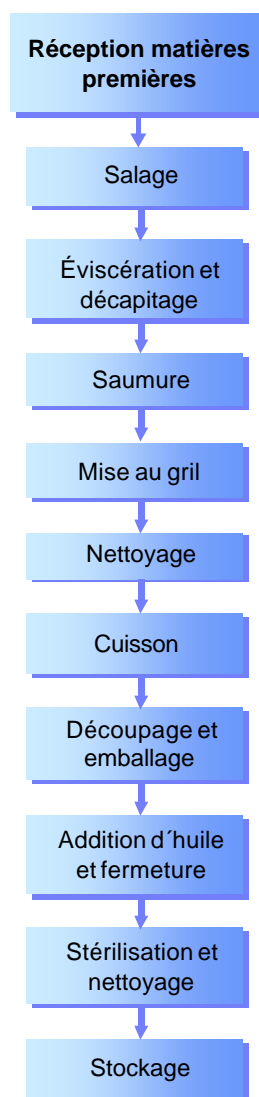 Réception matières
premières
Salage
Éviscération et
décapitage
Saumure
Mise au gril
Nettoyage
Cuisson
Découpage et
emballage
Addition d´huile
et fermeture
Stérilisation et
nettoyage
Stockage